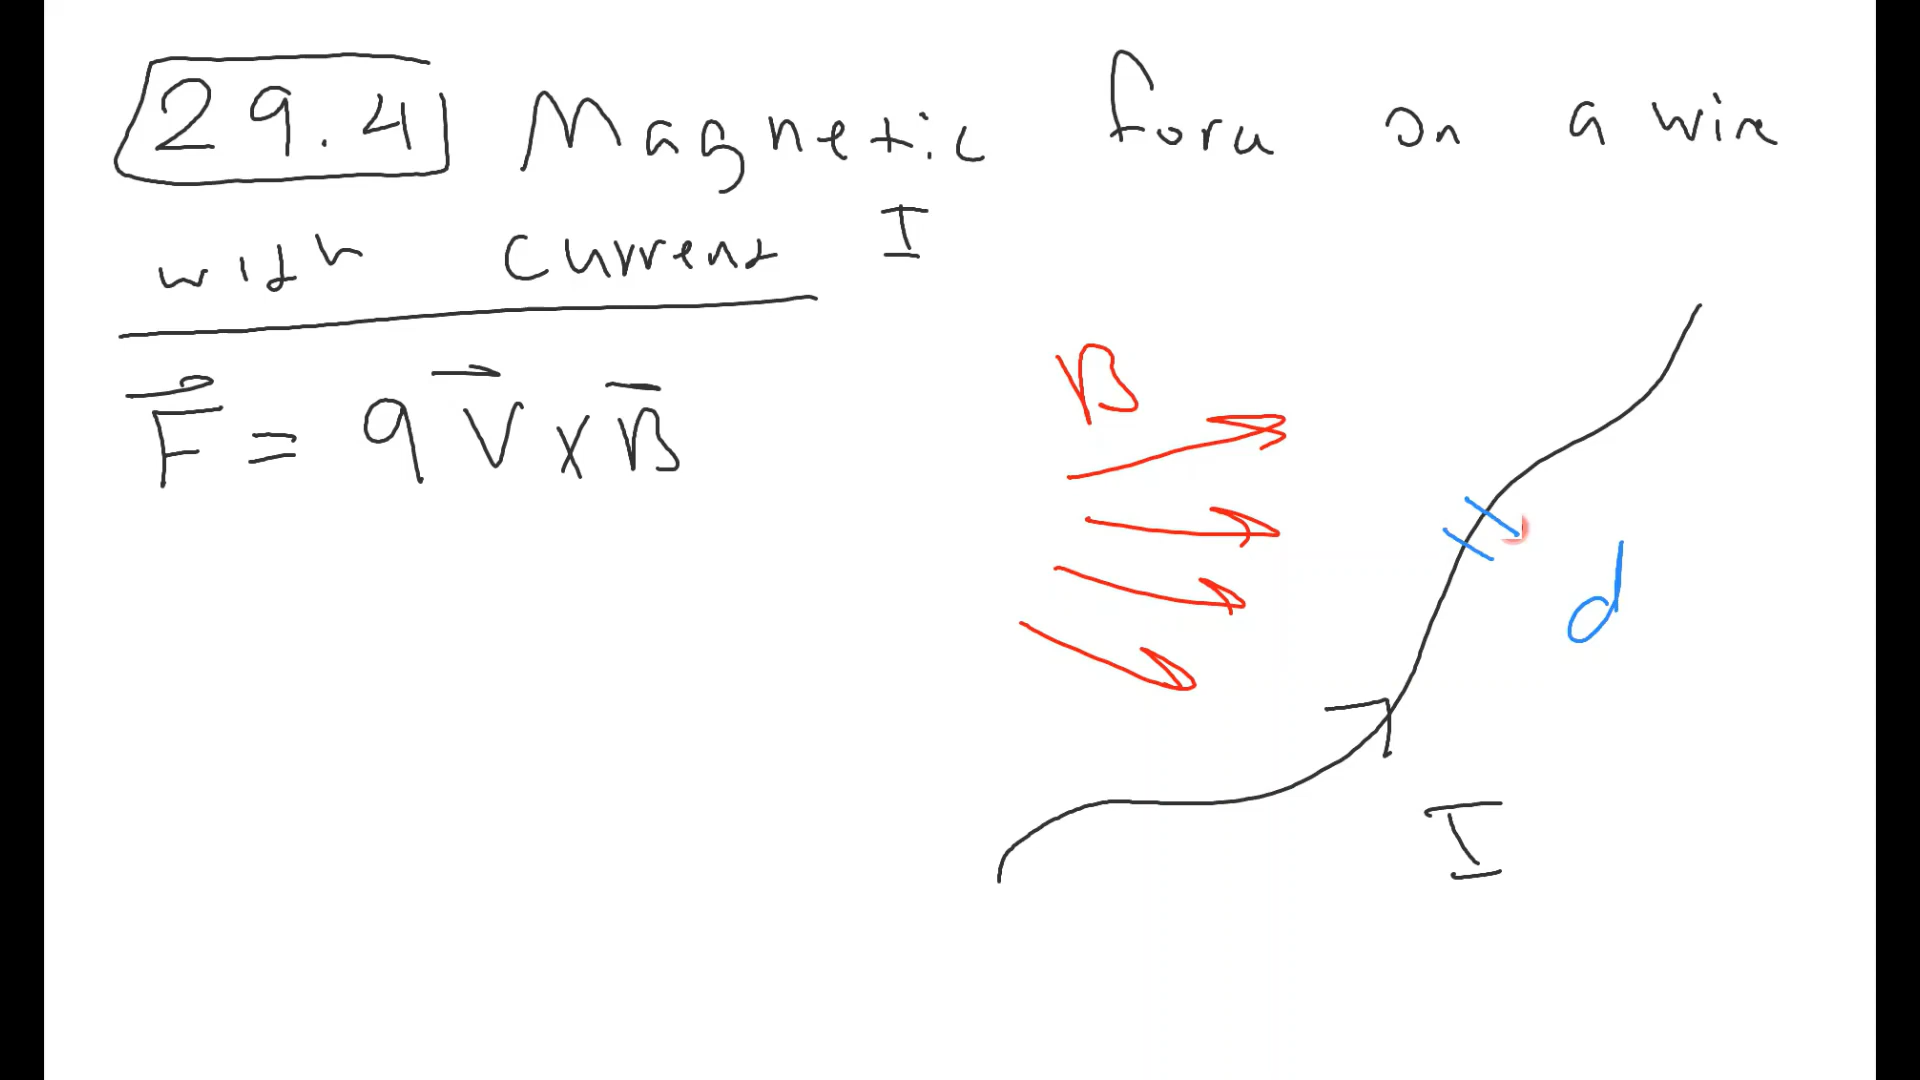 29.4 Magnetic force on a wire
with current I
F = q V x B
B
d
I